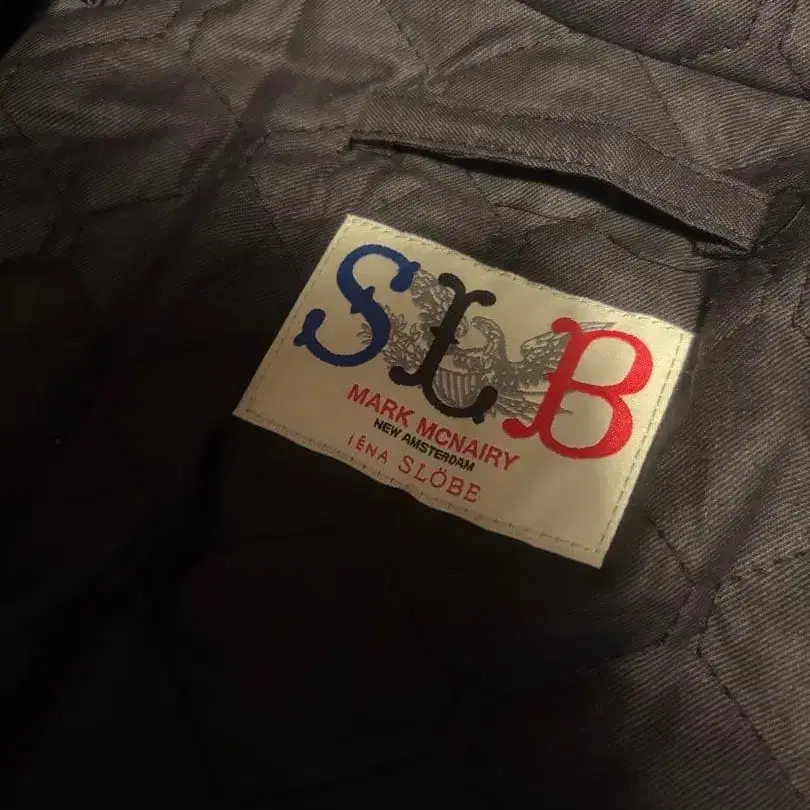 SLB
MARK MCNAIRY
NEW AMSTERDAM
IÉNA SLÖBE